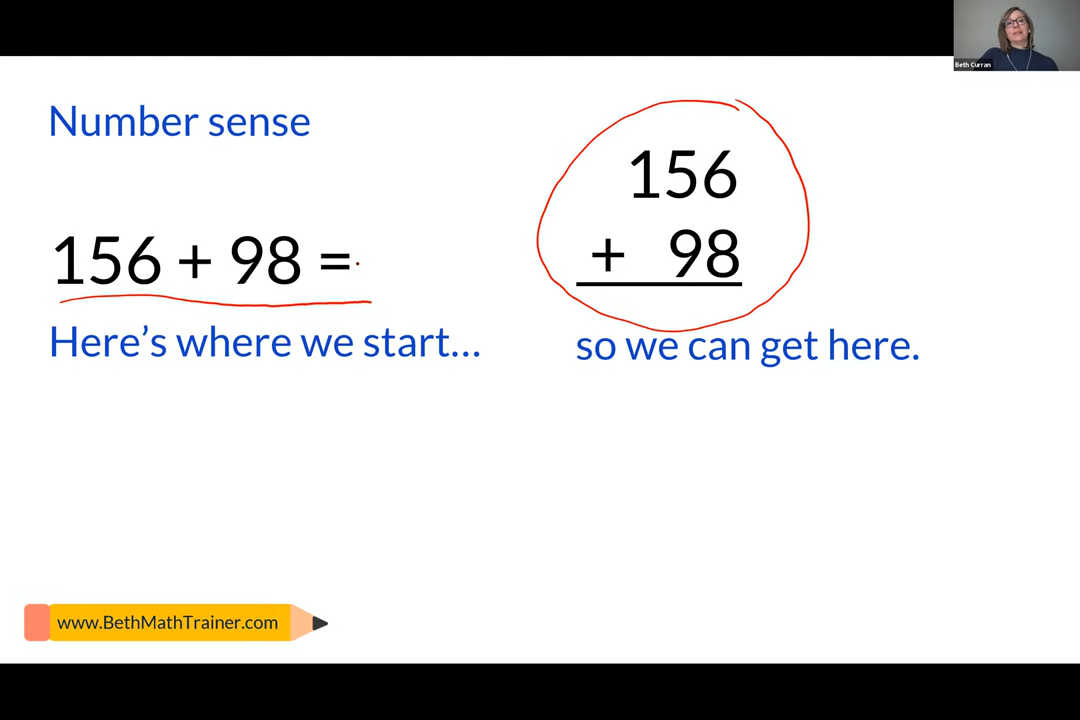 Beth Curran
Number sense
156 + 98 =
Here's where we start...
156
+ 98
so we can get here.
www.BethMathTrainer.com